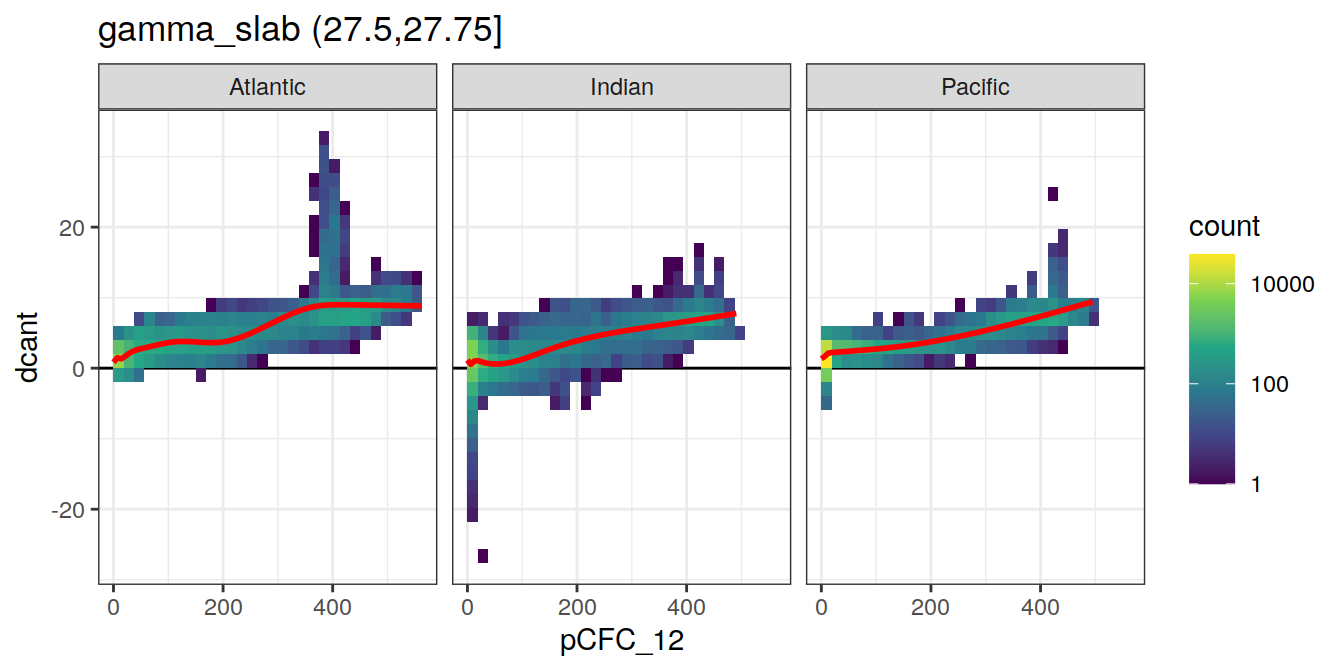 gamma_slab (27.5,27.75]
Atlantic Indian Pacific
dcant
20
0
-20
0 200 400 0 200 400 0 200 400
pCFC_12
count
10000
100
1